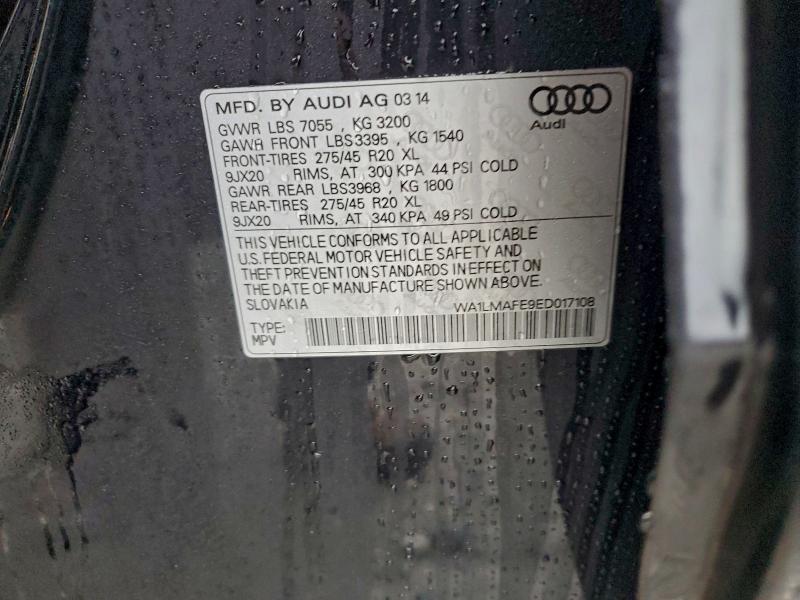 MFD. BY AUDI AG 03 14
Audi
GVWR LBS 7055 , KG 3200
GAWR FRONT LBS3395 , KG 1540
FRONT-TIRES 275/45 R20 XL
9JX20 RIMS, AT 300 KPA 44 PSI COLD
GAWR REAR LBS3968 , KG 1800
REAR-TIRES 275/45 R20 XL
9JX20 RIMS, AT 340 KPA 49 PSI COLD
THIS VEHICLE CONFORMS TO ALL APPLICABLE
U.S. FEDERAL MOTOR VEHICLE SAFETY AND
THEFT PREVENTION STANDARDS IN EFFECT ON
THE DATE OF MANUFACTURE SHOWN ABOVE.
SLOVAKIA WA1LMAFE9ED017108
TYPE:
MPV